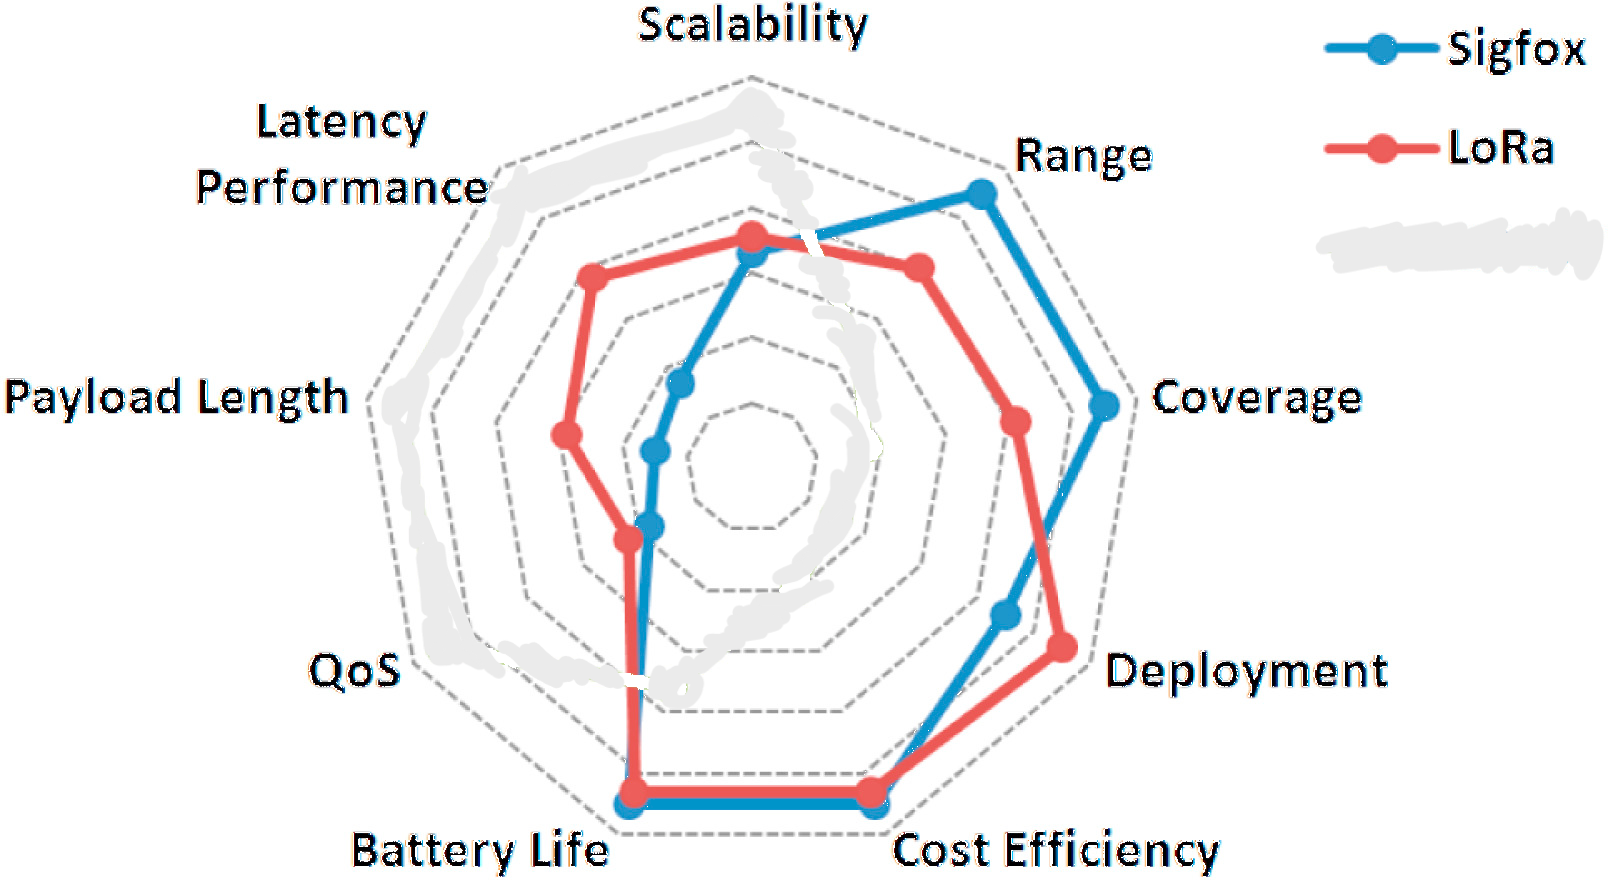 Scalability
Sigfox
LoRa
Latency
Performance
Range
Payload Length
Coverage
QoS
Deployment
Battery Life
Cost Efficiency